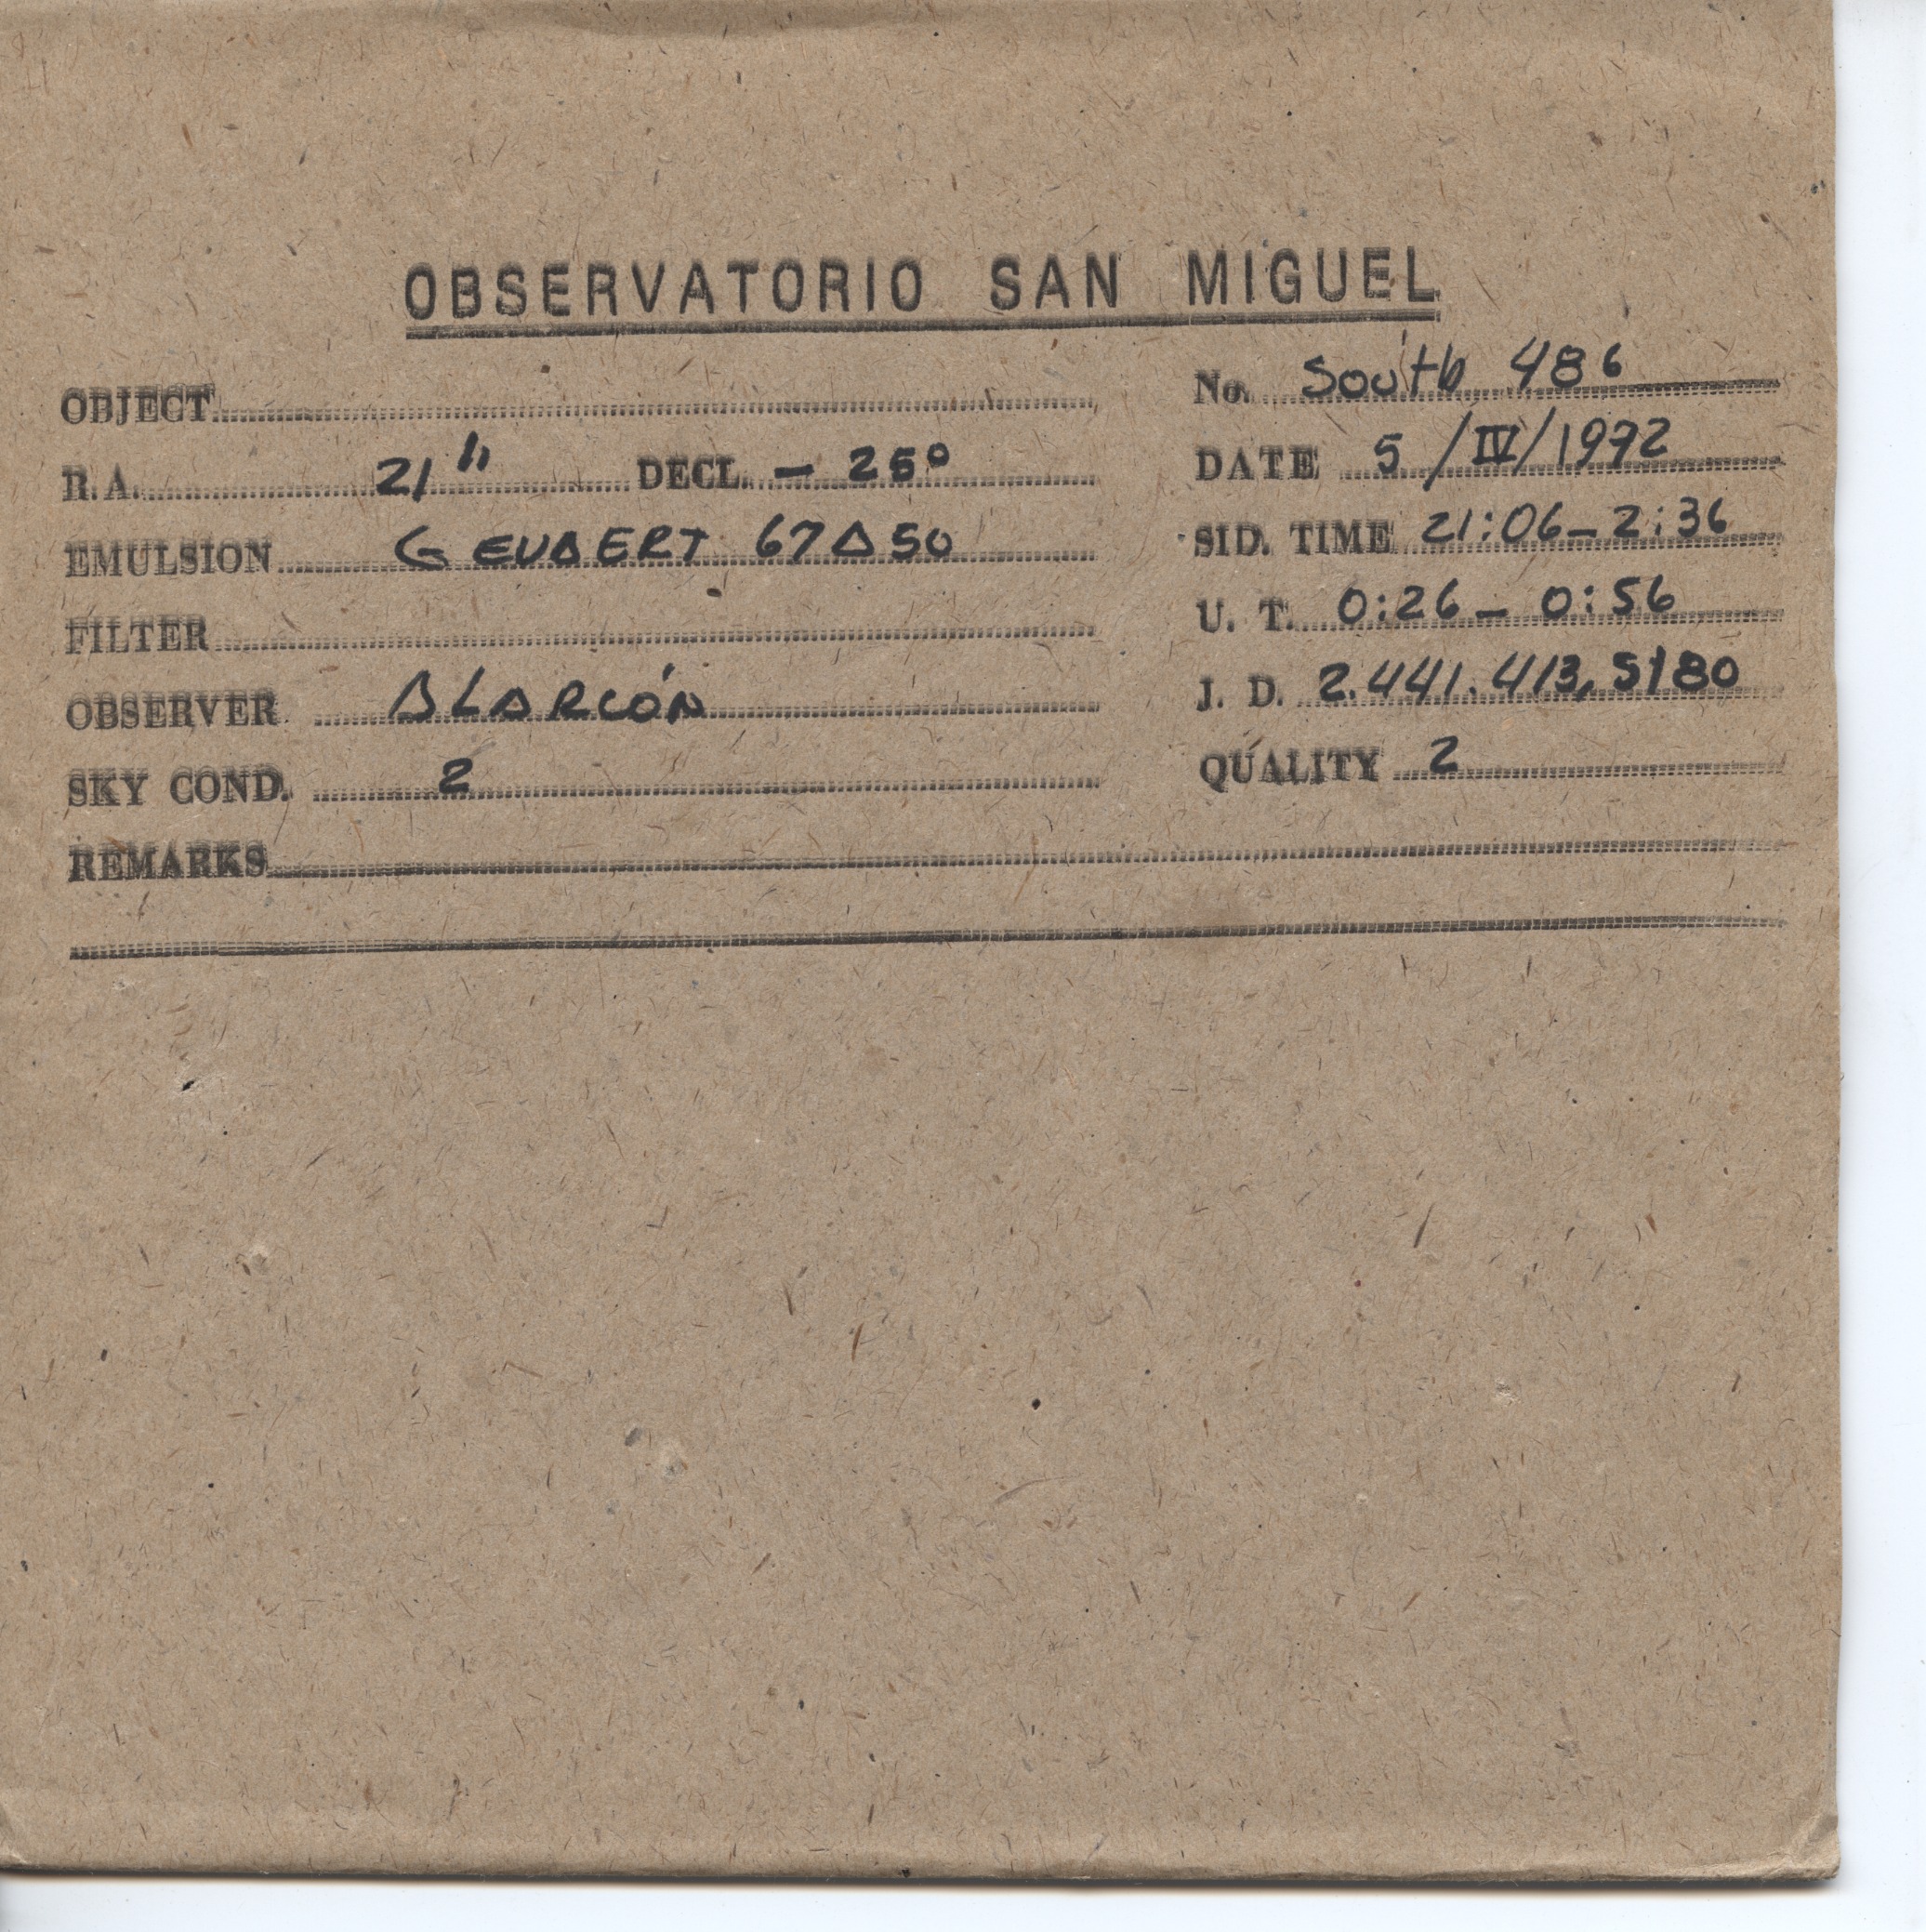 OBSERVATORIO SAN MIGUEL
OBJECT
No. South 486
R.A. 21h DECL. - 25°
DATE 5/IV/1972
EMULSION GEVAERT 67A50
SID. TIME 21:06 - 2:36
FILTER
U. T. 0:26 - 0:56
OBSERVER ALARCÓN
J. D. 2.441.413,5180
SKY COND. 2
QUALITY 2
REMARKS